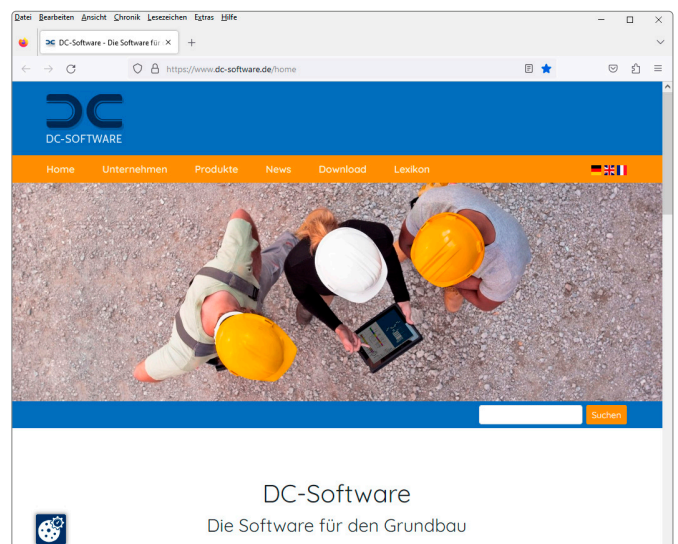 Datei Bearbeiten Ansicht Chronik Lesezeichen Extras Hilfe
DC-Software - Die Software für
https://www.dc-software.de/home
DC-SOFTWARE
Home Unternehmen Produkte News Download Lexikon
Suchen
DC-Software
Die Software für den Grundbau